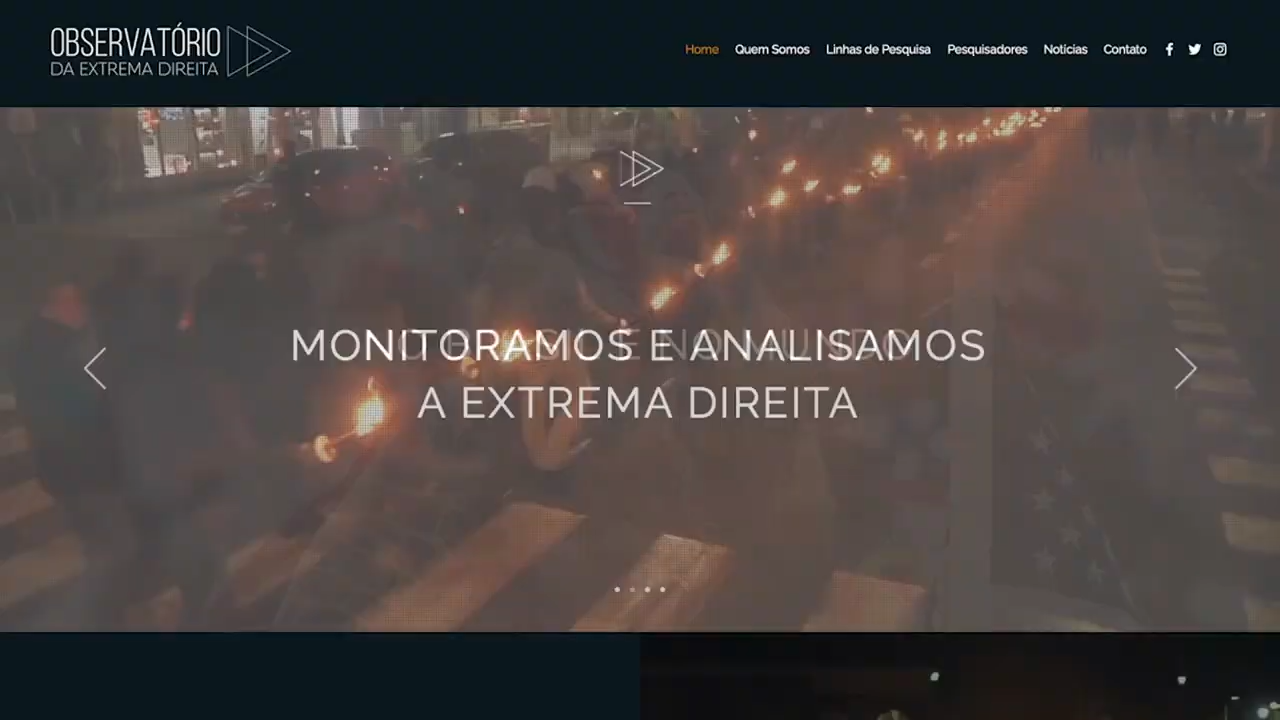 OBSERVATÓRIO
DA EXTREMA DIREITA
Home Quem Somos Linhas de Pesquisa Pesquisadores Notícias Contato
MONITORAMOS E ANALISAMOS
A EXTREMA DIREITA